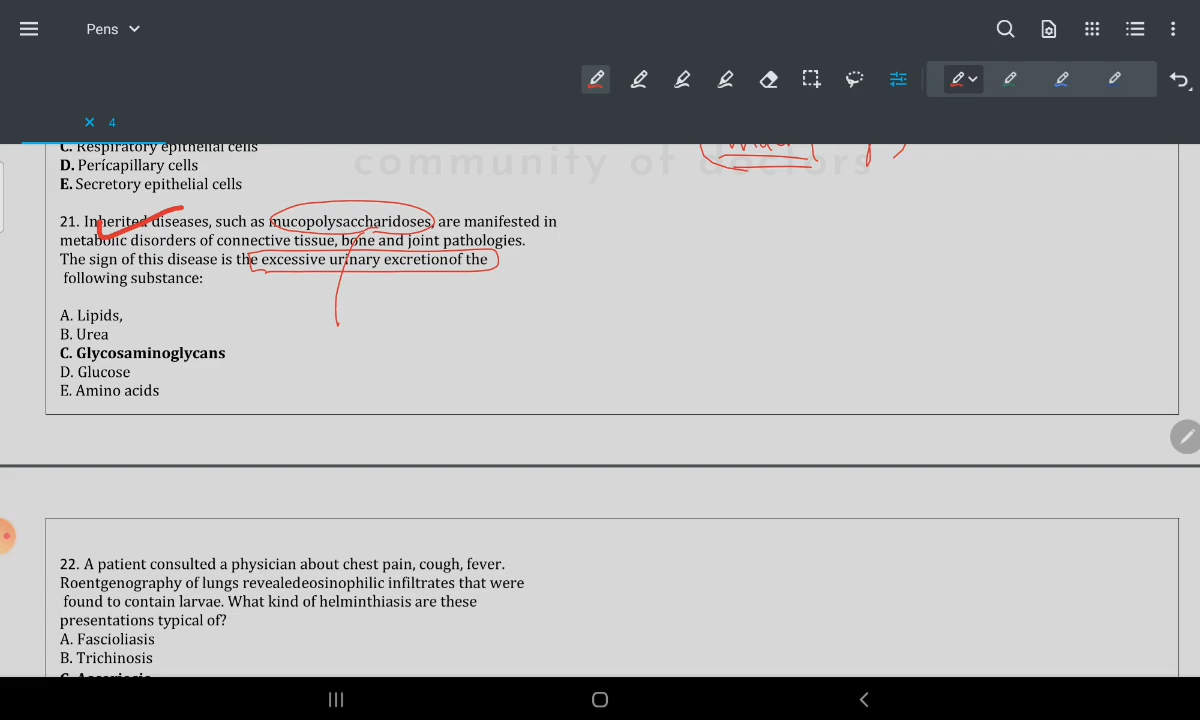 Pens
4
C. Respiratory epithelial cells
D. Perícapillary cells
E. Secretory epithelial cells
community of doctors
21. Inherited diseases, such as mucopolysaccharidoses, are manifested in
metabolic disorders of connective tissue, bone and joint pathologies.
The sign of this disease is the excessive urinary excretionof the
following substance:
A. Lipids,
B. Urea
C. Glycosaminoglycans
D. Glucose
E. Amino acids
22. A patient consulted a physician about chest pain, cough, fever.
Roentgenography of lungs revealedeosinophilic infiltrates that were
found to contain larvae. What kind of helminthiasis are these
presentations typical of?
A. Fascioliasis
B. Trichinosis
C. Ascariasis